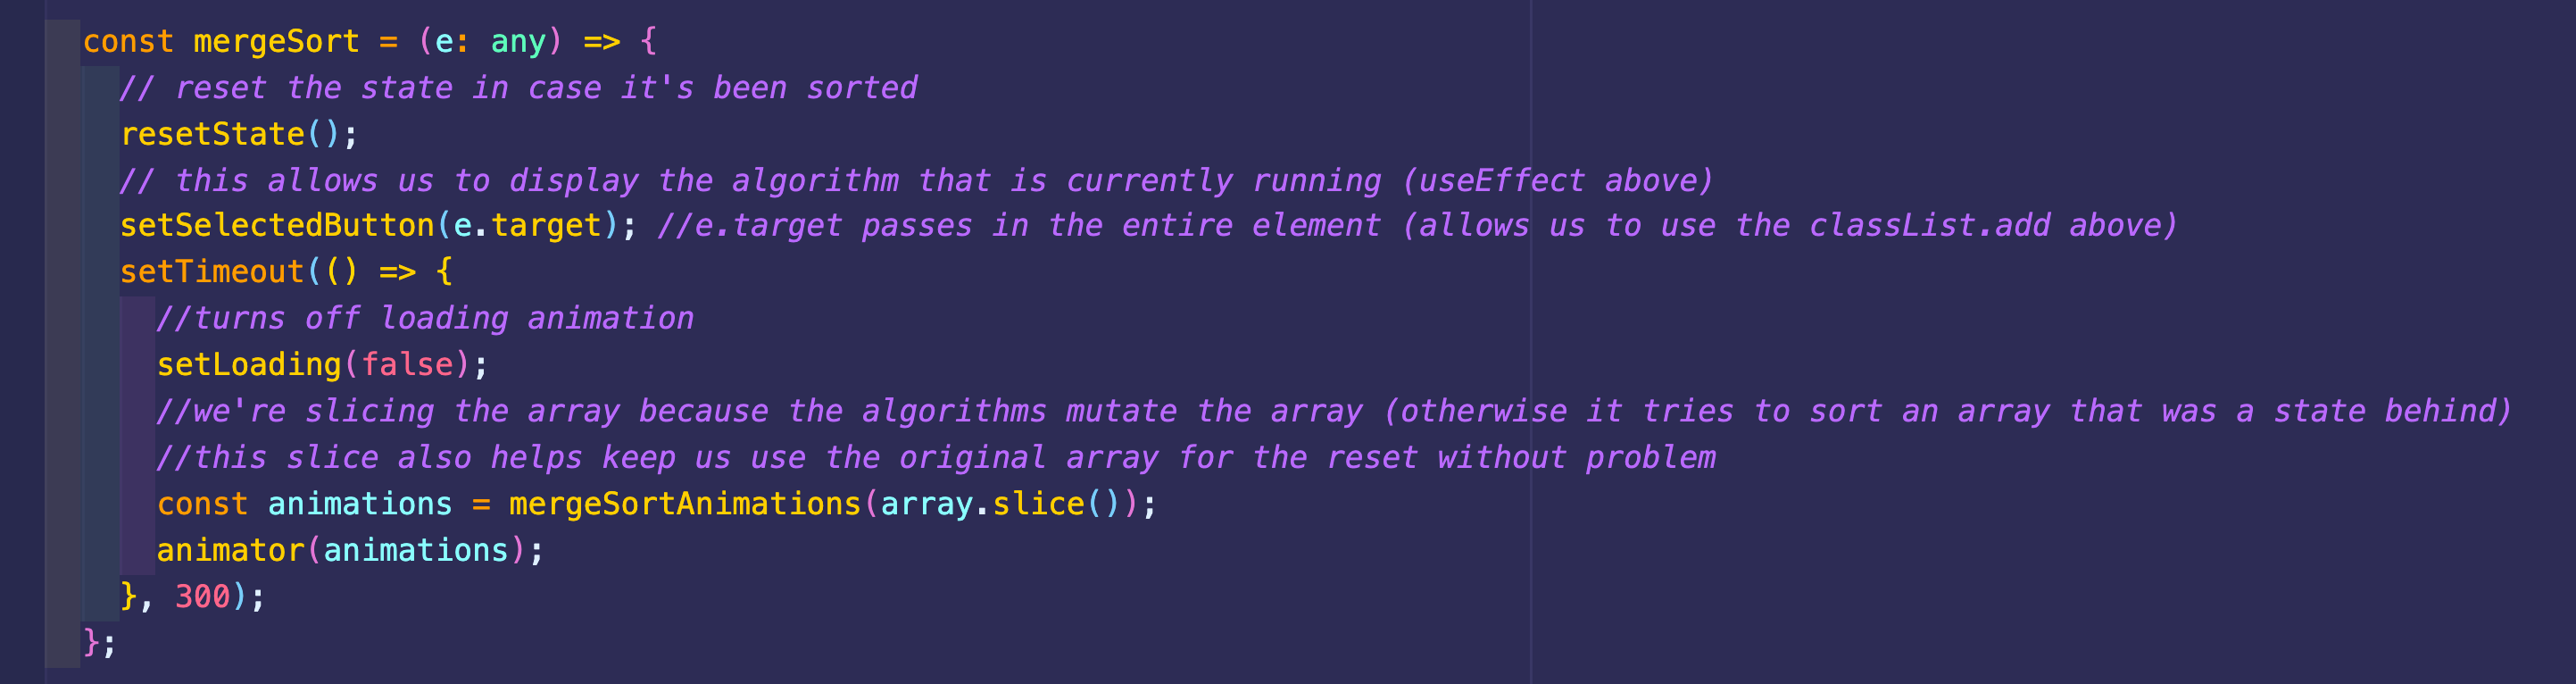 const mergeSort = (e: any) => {
// reset the state in case it's been sorted
resetState();
// this allows us to display the algorithm that is currently running (useEffect above)
setSelectedButton(e.target); //e.target passes in the entire element (allows us to use the classList.add above)
setTimeout(() => {
//turns off loading animation
setLoading(false);
//we're slicing the array because the algorithms mutate the array (otherwise it tries to sort an array that was a state behind)
//this slice also helps keep us use the original array for the reset without problem
const animations = mergeSortAnimations(array.slice());
animator(animations);
}, 300);
};